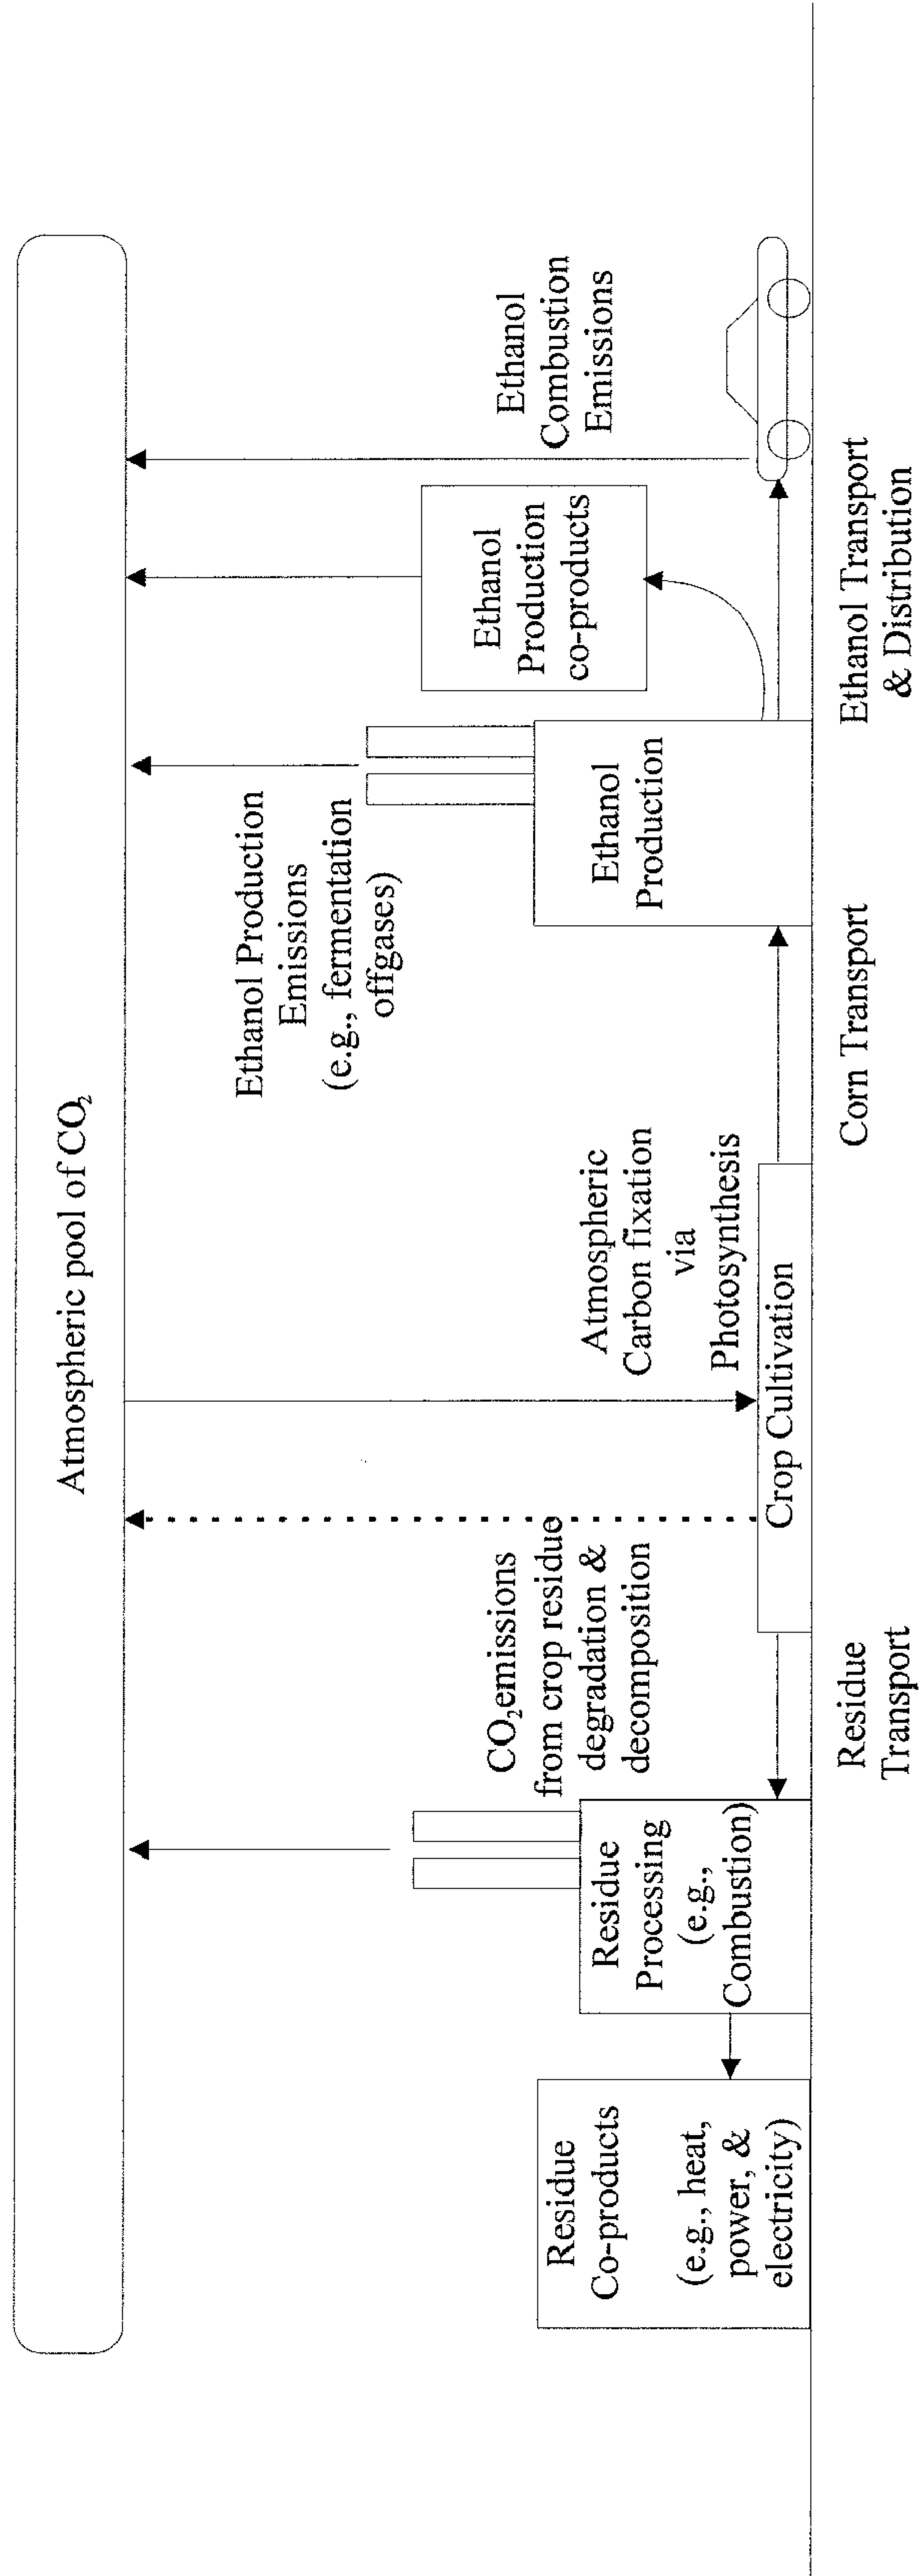 Atmospheric pool of CO₂
CO₂emissions
from crop residue
degradation &
decomposition
Atmospheric
Carbon fixation
via
Photosynthesis
Ethanol Production
Emissions
(e.g., fermentation
offgases)
Ethanol
Combustion
Emissions
Residue
Co-products
(e.g., heat,
power, &
electricity)
Residue
Processing
(e.g.,
Combustion)
Crop Cultivation
Ethanol
Production
Ethanol
Production
co-products
Residue
Transport
Corn Transport
Ethanol Transport
& Distribution